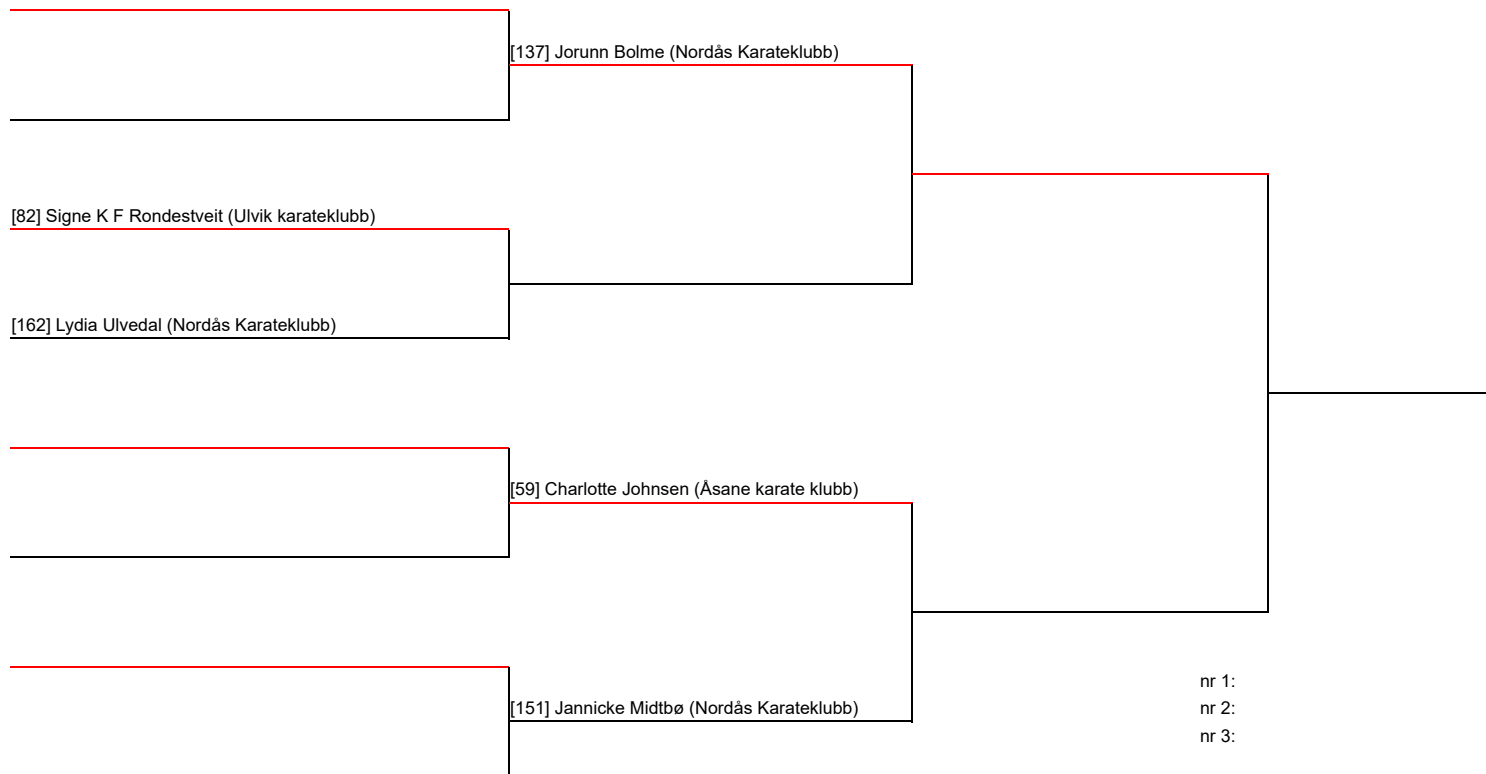 [137] Jorunn Bolme (Nordås Karateklubb)
[82] Signe K F Rondestveit (Ulvik karateklubb)
[162] Lydia Ulvedal (Nordås Karateklubb)
[59] Charlotte Johnsen (Åsane karate klubb)
[151] Jannicke Midtbø (Nordås Karateklubb)
nr 1:
nr 2:
nr 3: